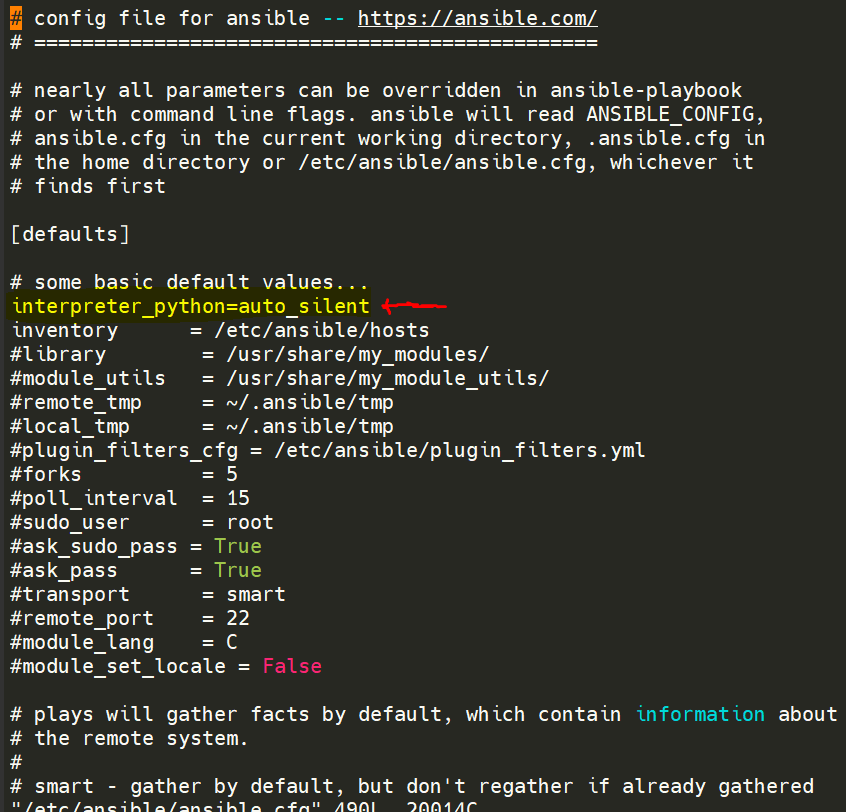 # config file for ansible -- https://ansible.com/
# ===============================================
# nearly all parameters can be overridden in ansible-playbook
# or with command line flags. ansible will read ANSIBLE_CONFIG,
# ansible.cfg in the current working directory, .ansible.cfg in
# the home directory or /etc/ansible/ansible.cfg, whichever it
# finds first
[defaults]
# some basic default values...
interpreter_python=auto_silent
inventory      = /etc/ansible/hosts
#library        = /usr/share/my_modules/
#module_utils   = /usr/share/my_module_utils/
#remote_tmp     = ~/.ansible/tmp
#local_tmp      = ~/.ansible/tmp
#plugin_filters_cfg = /etc/ansible/plugin_filters.yml
#forks          = 5
#poll_interval  = 15
#sudo_user      = root
#ask_sudo_pass = True
#ask_pass      = True
#transport      = smart
#remote_port    = 22
#module_lang    = C
#module_set_locale = False
# plays will gather facts by default, which contain information about
# the remote system.
#
# smart - gather by default, but don't regather if already gathered
"/etc/ansible/ansible.cfg" 490L, 20014C